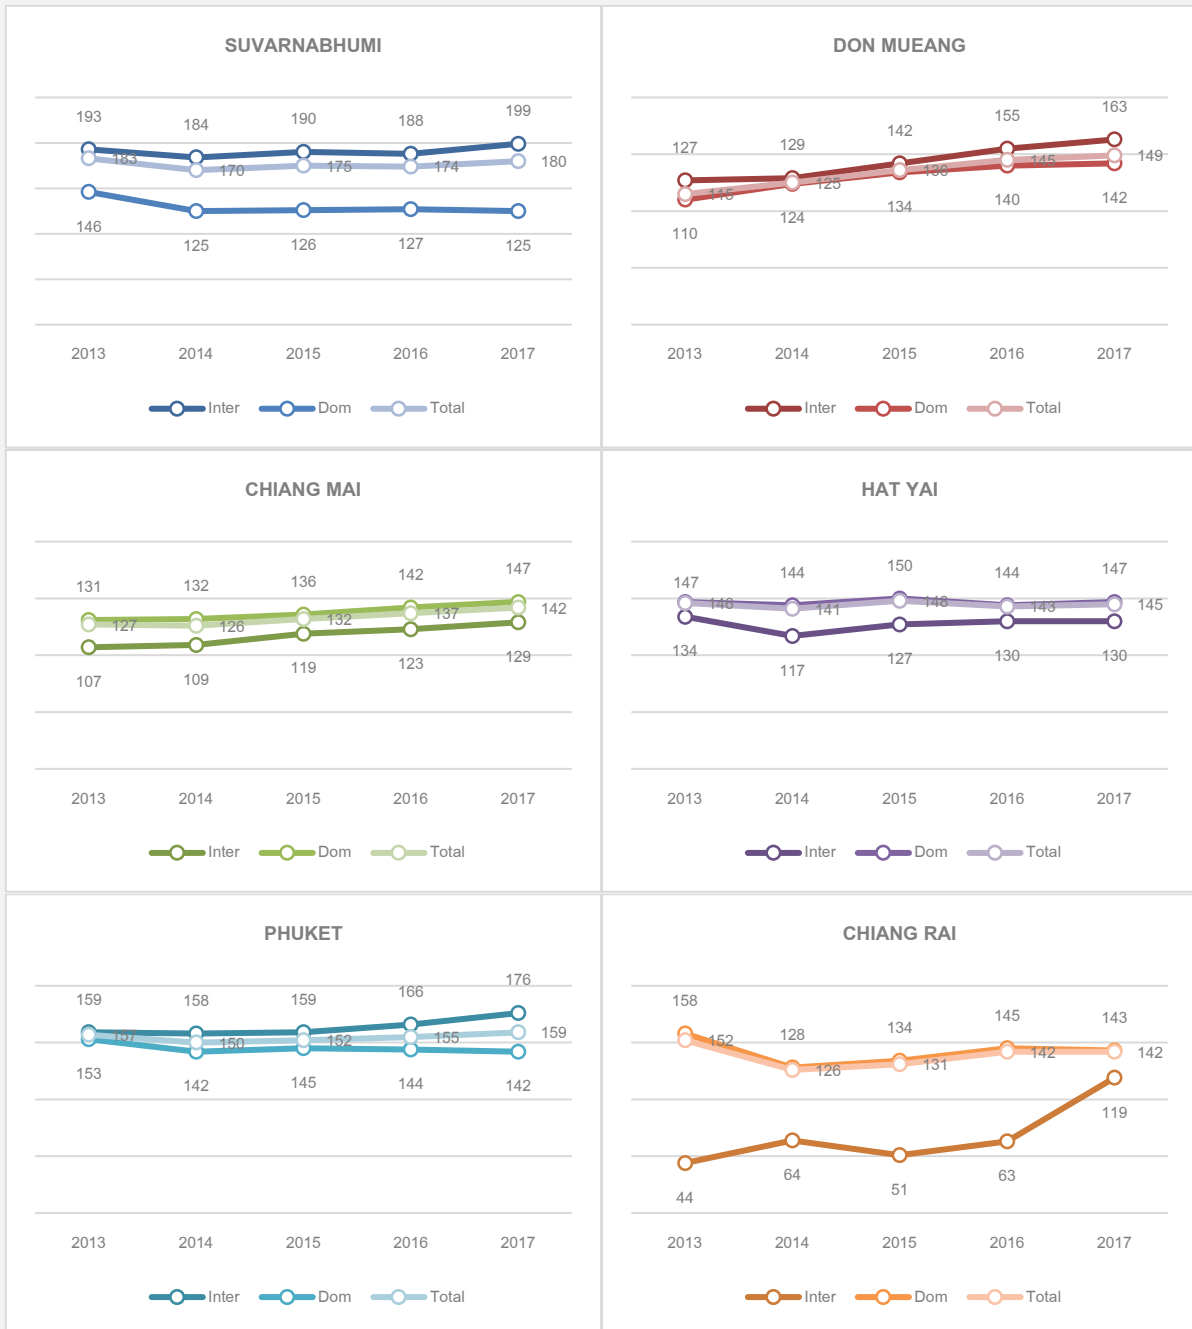 SUVARNABHUMI
193 184 190 188 199
183 170 175 174 180
146 125 126 127 125
2013 2014 2015 2016 2017
Inter Dom Total
DON MUEANG
127 129 142 155 163
115 125 136 145 149
110 124 134 140 142
2013 2014 2015 2016 2017
Inter Dom Total
CHIANG MAI
131 132 136 142 147
127 126 132 137 142
107 109 119 123 129
2013 2014 2015 2016 2017
Inter Dom Total
HAT YAI
147 144 150 144 147
146 141 148 143 145
134 117 127 130 130
2013 2014 2015 2016 2017
Inter Dom Total
PHUKET
159 158 159 166 176
157 150 152 155 159
153 142 145 144 142
2013 2014 2015 2016 2017
Inter Dom Total
CHIANG RAI
158 128 134 145 143
152 126 131 142 142
44 64 51 63 119
2013 2014 2015 2016 2017
Inter Dom Total